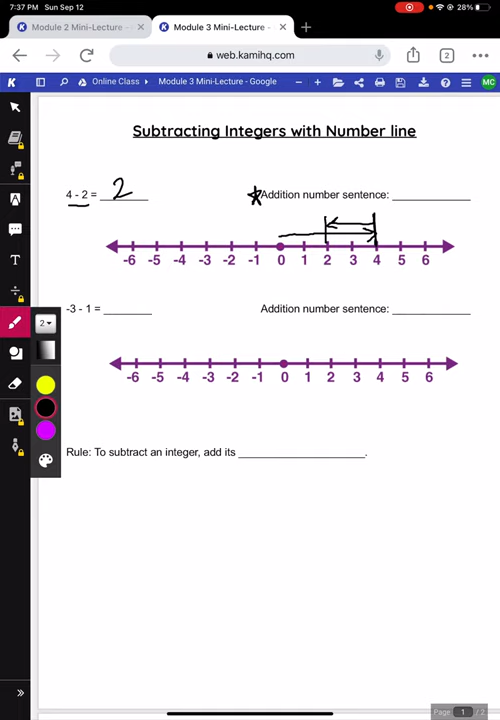 7:37 PM Sun Sep 12
28%
Module 2 Mini-Lecture
Module 3 Mini-Lecture -
web.kamihq.com
2
K Online Class Module 3 Mini-Lecture - Google MC
Subtracting Integers with Number line
4 - 2 = 2 Addition number sentence: ____________
-6 -5 -4 -3 -2 -1 0 1 2 3 4 5 6
T
2
-3 - 1 = ________ Addition number sentence: ____________
-6 -5 -4 -3 -2 -1 0 1 2 3 4 5 6
Rule: To subtract an integer, add its ____________________.
Page 1 / 2